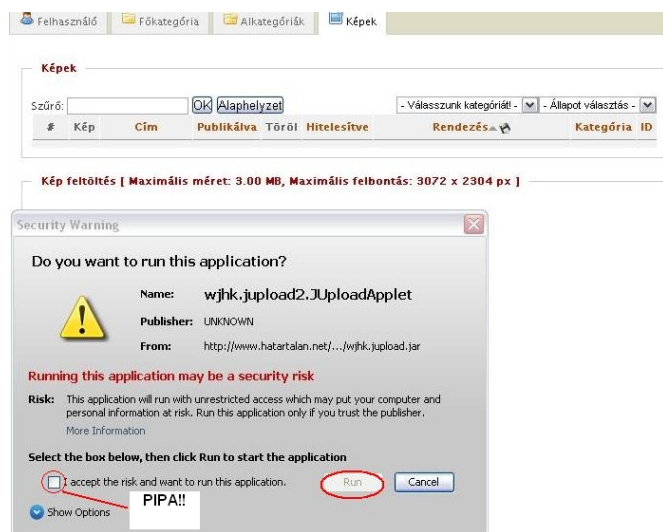 Felhasználó Főkategória Alkategóriák Képek
Képek
Szűrő: OK Alaphelyzet - Válasszunk kategóriát! - - Állapot választás -
# Kép Cím Publikálva Töröl Hitelesítve Rendezés Kategória ID
Kép feltöltés [ Maximális méret: 3.00 MB, Maximális felbontás: 3072 x 2304 px ]
Security Warning
Do you want to run this application?
Name: wjhk.jupload2.JUploadApplet
Publisher: UNKNOWN
From: http://www.hatartalan.net/.../wjhk.jupload.jar
Running this application may be a security risk
Risk: This application will run with unrestricted access which may put your computer and
personal information at risk. Run this application only if you trust the publisher.
More Information
Select the box below, then click Run to start the application
I accept the risk and want to run this application. Run Cancel
PIPA!!
Show Options